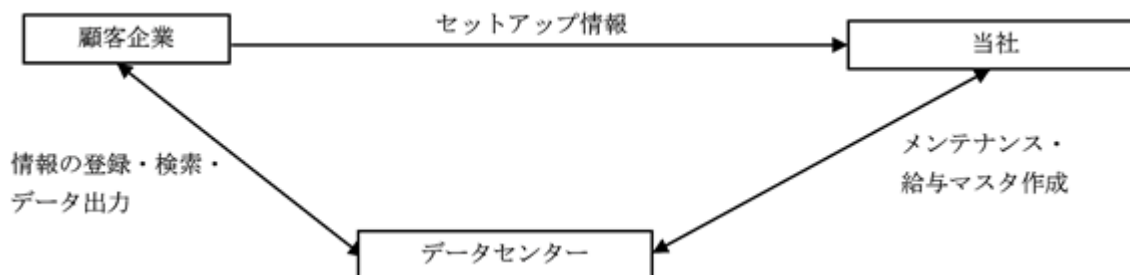 セットアップ情報
顧客企業
当社
情報の登録・検索・
データ出力
メンテナンス・
給与マスタ作成
データセンター